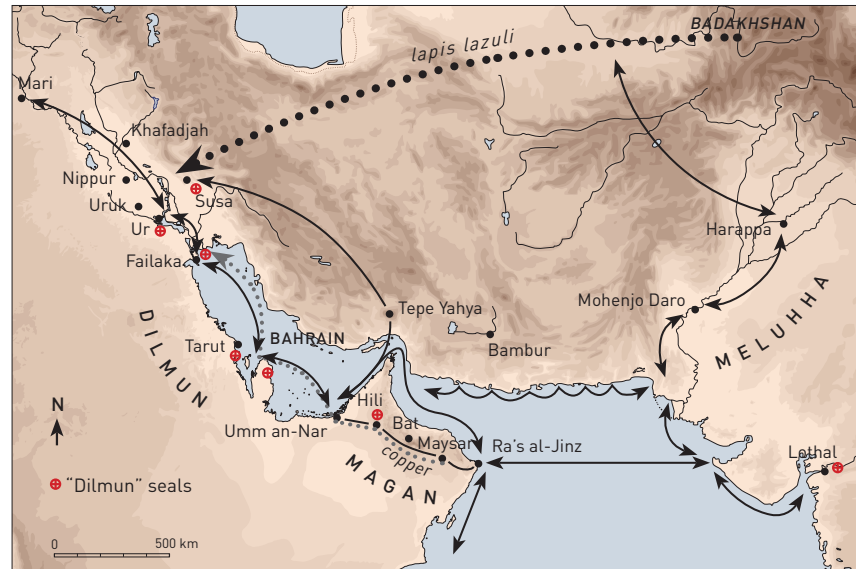 BADAKHSHAN
lapis lazuli
Mari
Khafadjah
Nippur
Susa
Uruk
Ur
Harappa
Failaka
Mohenjo Daro
Tepe Yahya
MELUHHA
DILMUN
BAHRAIN
Bambur
Tarut
Hili
Umm an-Nar
Bat
Maysar
Ra's al-Jinz
copper
Lothal
MAGAN
N
"Dilmun" seals
0 500 km